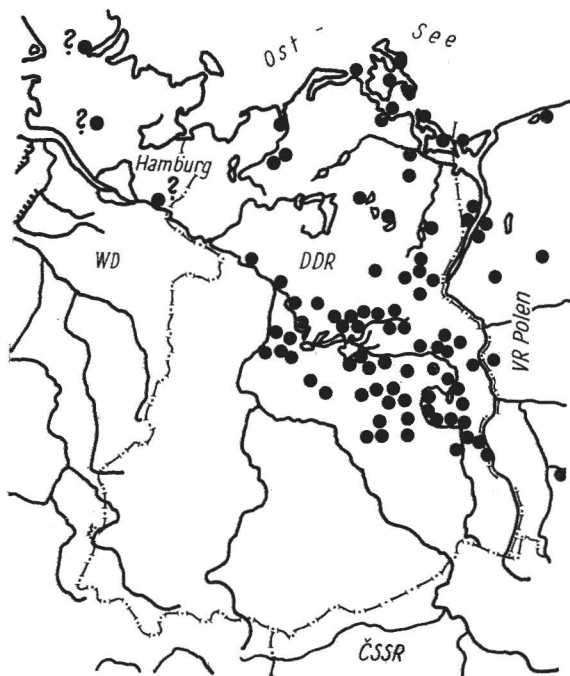 ?
Ost - See
?
Hamburg
?
WD
DDR
VR Polen
ČSSR